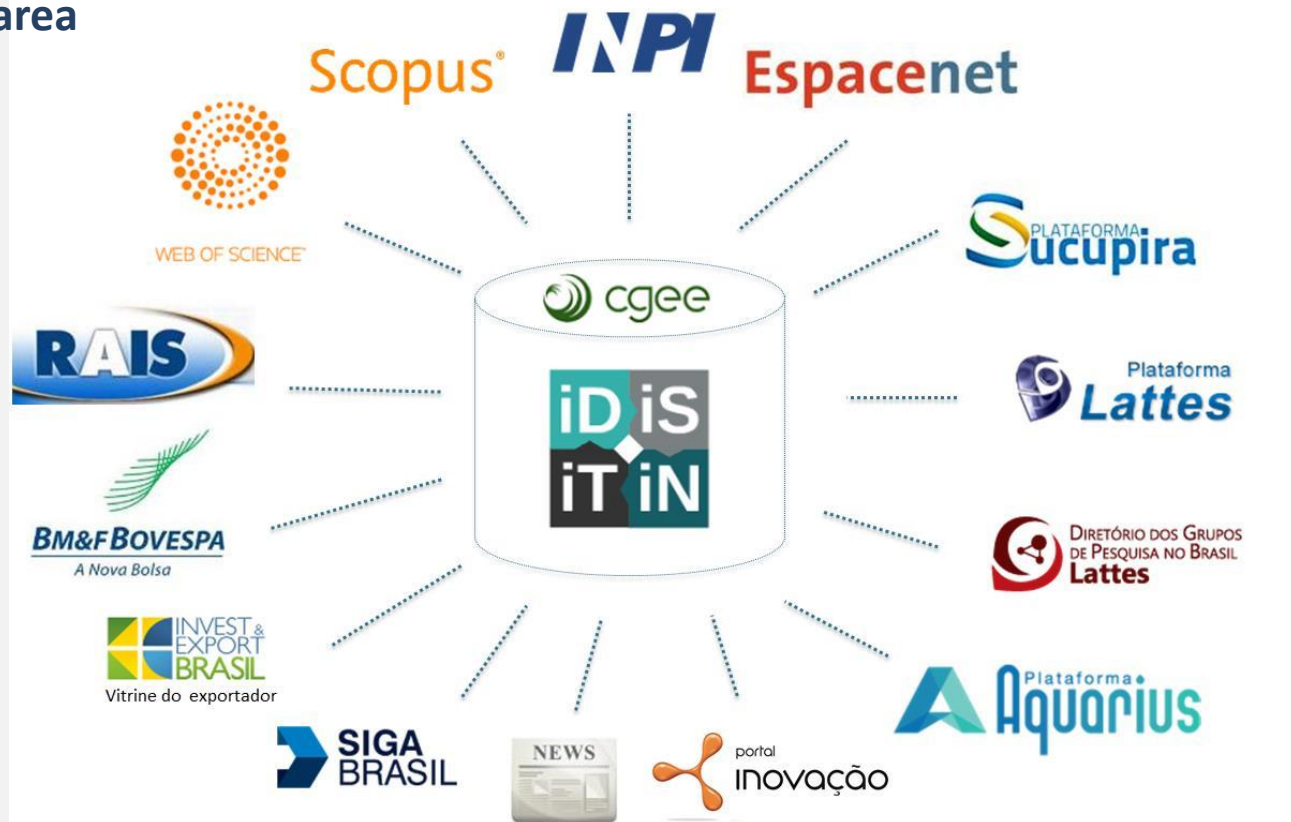 area
INPI
Scopus®
Espacenet
WEB OF SCIENCE™
PLATAFORMA
Sucupira
cgee
RAIS
iD iS
iT iN
Plataforma
Lattes
BM&FBOVESPA
A Nova Bolsa
DIRETÓRIO DOS GRUPOS
DE PESQUISA NO BRASIL
Lattes
INVEST &
EXPORT
BRASIL
Vitrine do exportador
Plataforma
Aquarius
SIGA
BRASIL
NEWS
portal
inovação